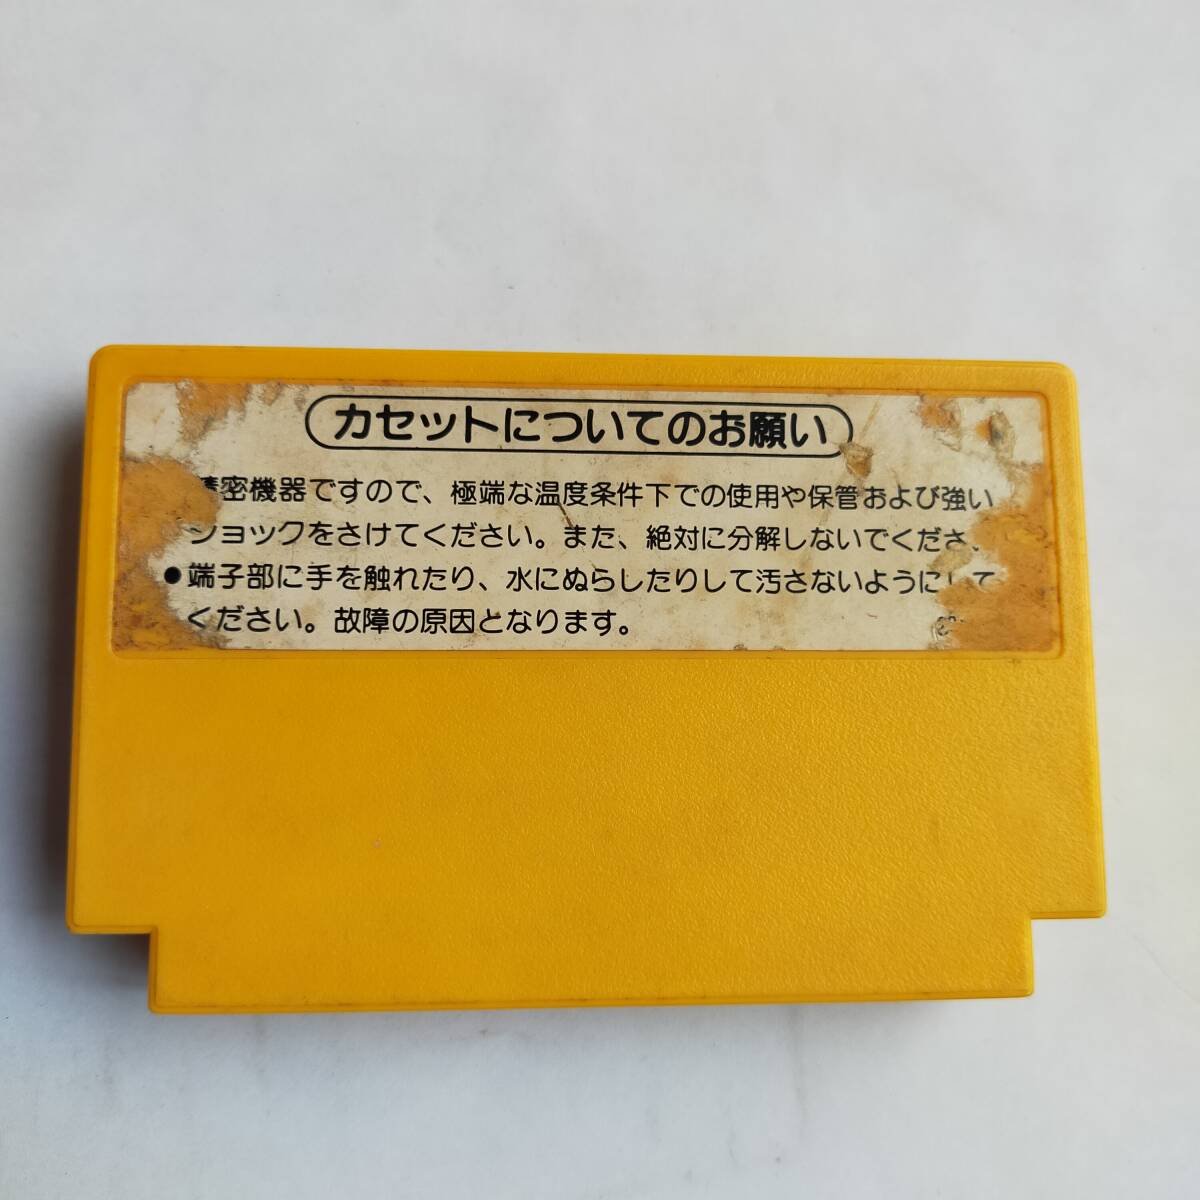 カセットについてのお願い
精密機器ですので、極端な温度条件下での使用や保管および強い
ショックをさけてください。また、絶対に分解しないでくださ
●端子部に手を触れたり、水にぬらしたりして汚さないようにして
ください。故障の原因となります。